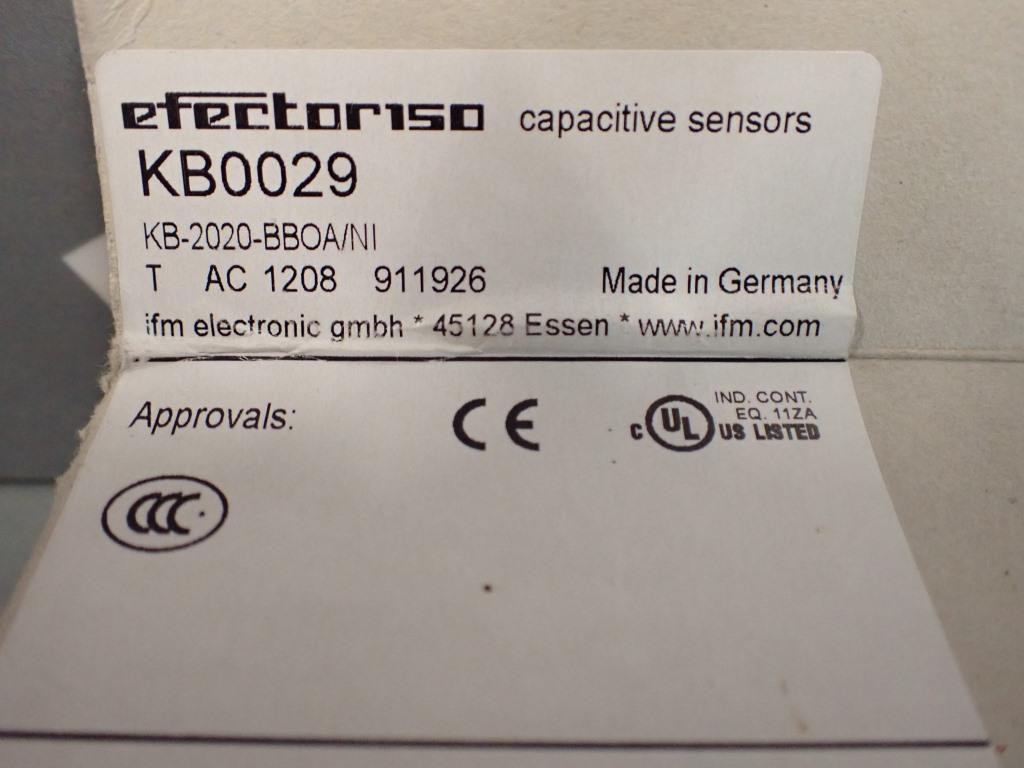 efector150 capacitive sensors
KB0029
KB-2020-BBOA/NI
T AC 1208 911926 Made in Germany
ifm electronic gmbh * 45128 Essen * www.ifm.com
Approvals: CE
IND. CONT.
EQ. 11ZA
C UL US LISTED
CCC